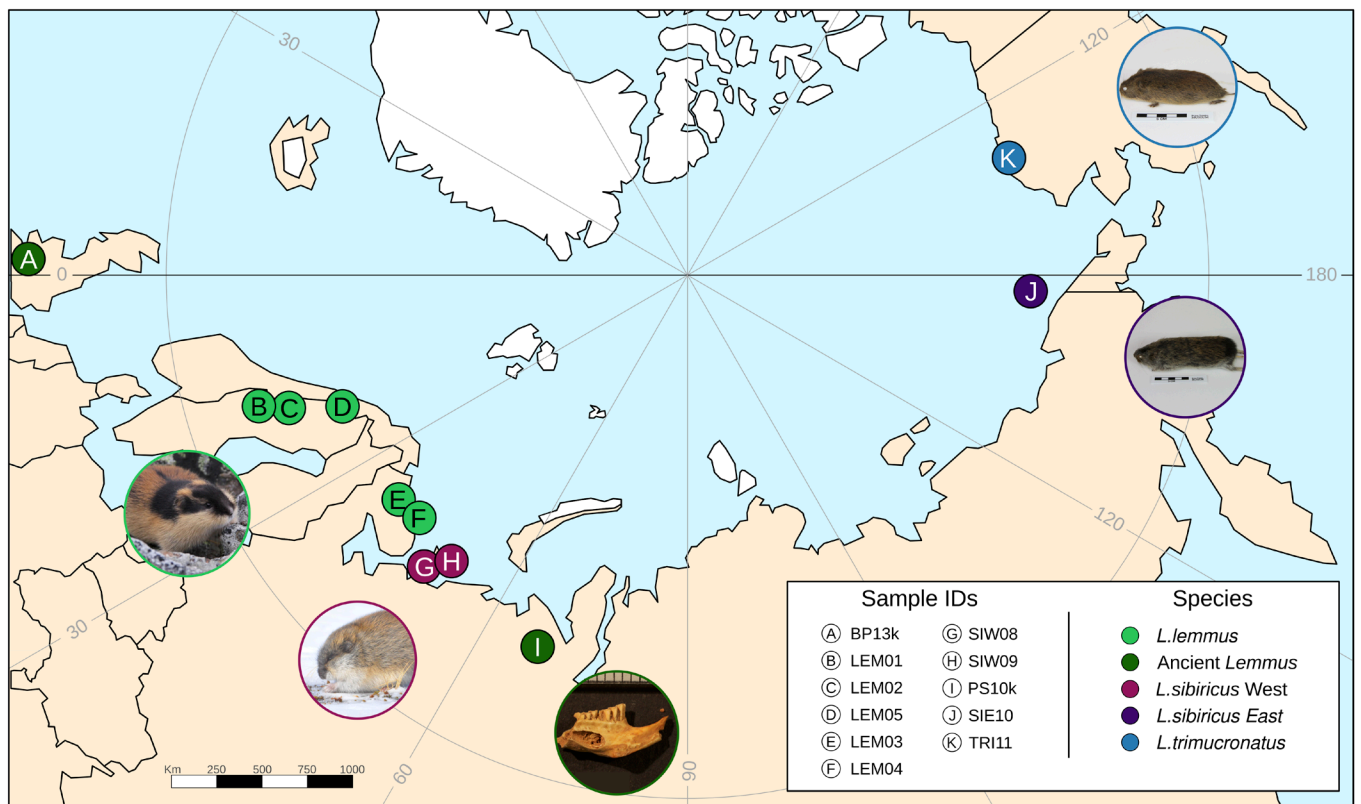 30
120
K
A
0
180
J
B
C
D
E
F
G
H
120
30
I
60
90
Km 250 500 750 1000
Sample IDs
A BP13k
B LEM01
C LEM02
D LEM05
E LEM03
F LEM04
G SIW08
H SIW09
I PS10k
J SIE10
K TRI11
Species
L.lemmus
Ancient Lemmus
L.sibiricus West
L.sibiricus East
L.trimucronatus